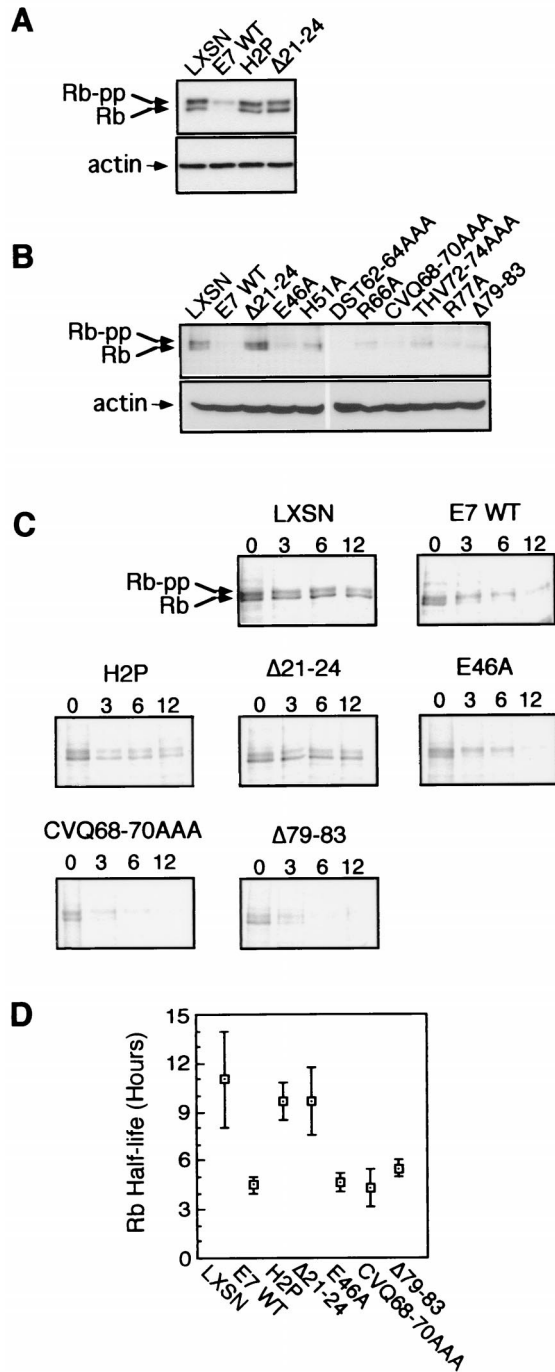 A
LXSN E7 WT H2P Δ21-24
Rb-pp
Rb
actin
B
LXSN E7 WT Δ21-24 E46A H51A DST62-64AAA R66A CVQ68-70AAA THV72-74AAA R77A Δ79-83
Rb-pp
Rb
actin
C
LXSN E7 WT
0 3 6 12 0 3 6 12
Rb-pp
Rb
H2P Δ21-24 E46A
0 3 6 12 0 3 6 12 0 3 6 12
CVQ68-70AAA Δ79-83
0 3 6 12 0 3 6 12
D
Rb Half-life (Hours)
15
12
9
6
3
0
LXSN E7 WT H2P Δ21-24 E46A CVQ68-70AAA Δ79-83